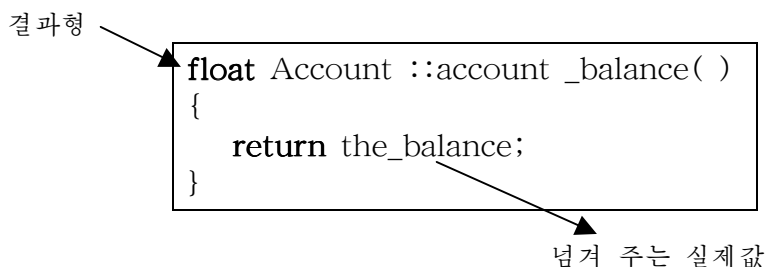 결과형
float Account ::account _balance( )
{
return the_balance;
}
넘겨 주는 실제값